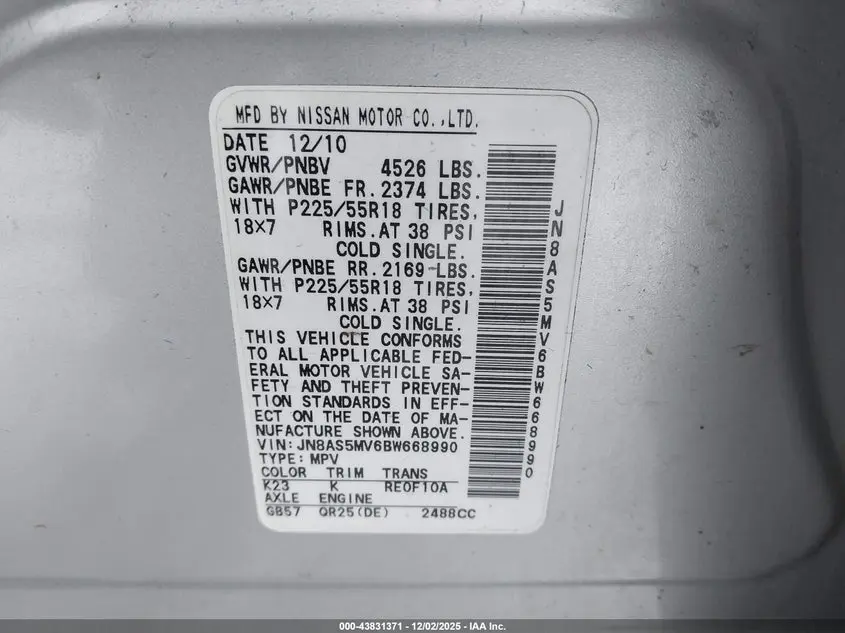 MFD BY NISSAN MOTOR CO.,LTD.
DATE 12/10
GVWR/PNBV 4526 LBS.
GAWR/PNBE FR. 2374 LBS.
WITH P225/55R18 TIRES,
18X7 RIMS.AT 38 PSI
COLD SINGLE.
GAWR/PNBE RR. 2169 LBS.
WITH P225/55R18 TIRES,
18X7 RIMS.AT 38 PSI
COLD SINGLE.
THIS VEHICLE CONFORMS
TO ALL APPLICABLE FED-
ERAL MOTOR VEHICLE SA-
FETY AND THEFT PREVEN-
TION STANDARDS IN EFF-
ECT ON THE DATE OF MA-
NUFACTURE SHOWN ABOVE.
VIN: JN8AS5MV6BW668990
TYPE: MPV
COLOR TRIM TRANS
K23 K RE0F10A
AXLE ENGINE
GB57 QR25(DE) 2488CC
JN8AS5MV6BW668990
000-43831371 - 12/02/2025 - IAA Inc.